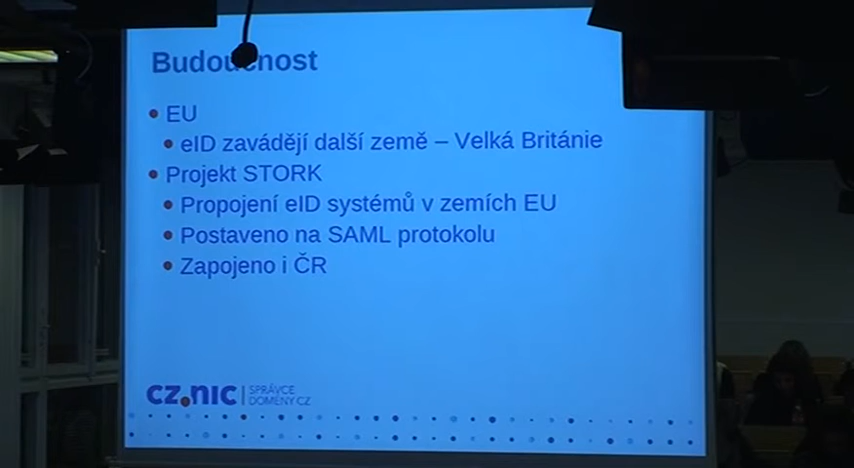 Budoucnost
EU
eID zavádějí další země – Velká Británie
Projekt STORK
Propojení eID systémů v zemích EU
Postaveno na SAML protokolu
Zapojeno i ČR
cz.nic | SPRÁVCE
DOMÉNY CZ